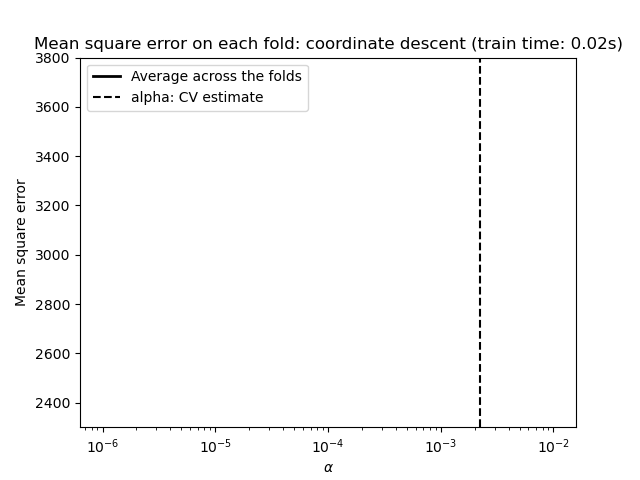 Mean square error on each fold: coordinate descent (train time: 0.02s)
3800
3600
3400
3200
3000
2800
2600
2400
Mean square error
Average across the folds
alpha: CV estimate
10⁻⁶ 10⁻⁵ 10⁻⁴ 10⁻³ 10⁻²
α